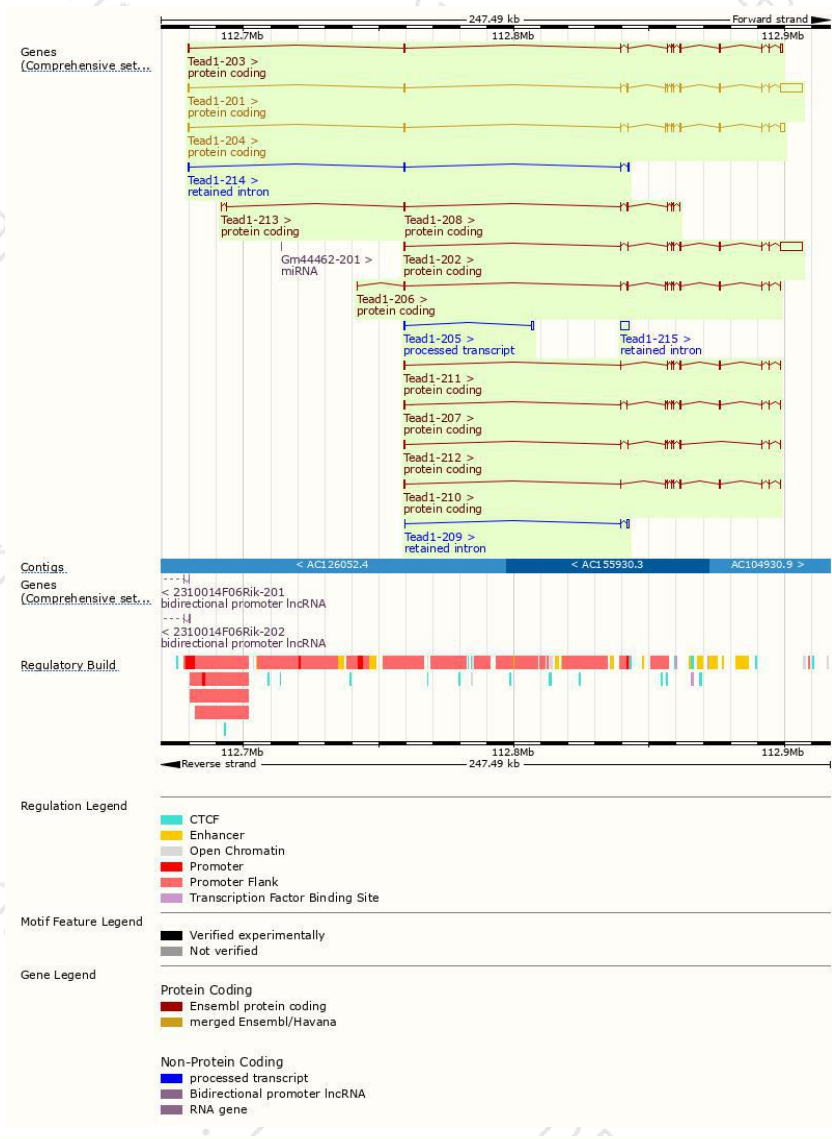 247.49 kb Forward strand
112.7Mb 112.8Mb 112.9Mb
Genes
(Comprehensive set...
Tead1-203 >
protein coding
Tead1-201 >
protein coding
Tead1-204 >
protein coding
Tead1-214 >
retained intron
Tead1-213 > Tead1-208 >
protein coding protein coding
Gm44462-201 > Tead1-202 >
miRNA protein coding
Tead1-206 >
protein coding
Tead1-205 > Tead1-215 >
processed transcript retained intron
Tead1-211 >
protein coding
Tead1-207 >
protein coding
Tead1-212 >
protein coding
Tead1-210 >
protein coding
Tead1-209 >
retained intron
Contigs < AC126052.4 < AC155930.3 AC104930.9 >
Genes
(Comprehensive set...
< 2310014F06Rik-201
bidirectional promoter lncRNA
< 2310014F06Rik-202
bidirectional promoter lncRNA
Regulatory Build
112.7Mb 112.8Mb 112.9Mb
Reverse strand 247.49 kb
Regulation Legend
CTCF
Enhancer
Open Chromatin
Promoter
Promoter Flank
Transcription Factor Binding Site
Motif Feature Legend
Verified experimentally
Not verified
Gene Legend
Protein Coding
Ensembl protein coding
merged Ensembl/Havana
Non-Protein Coding
processed transcript
Bidirectional promoter lncRNA
RNA gene